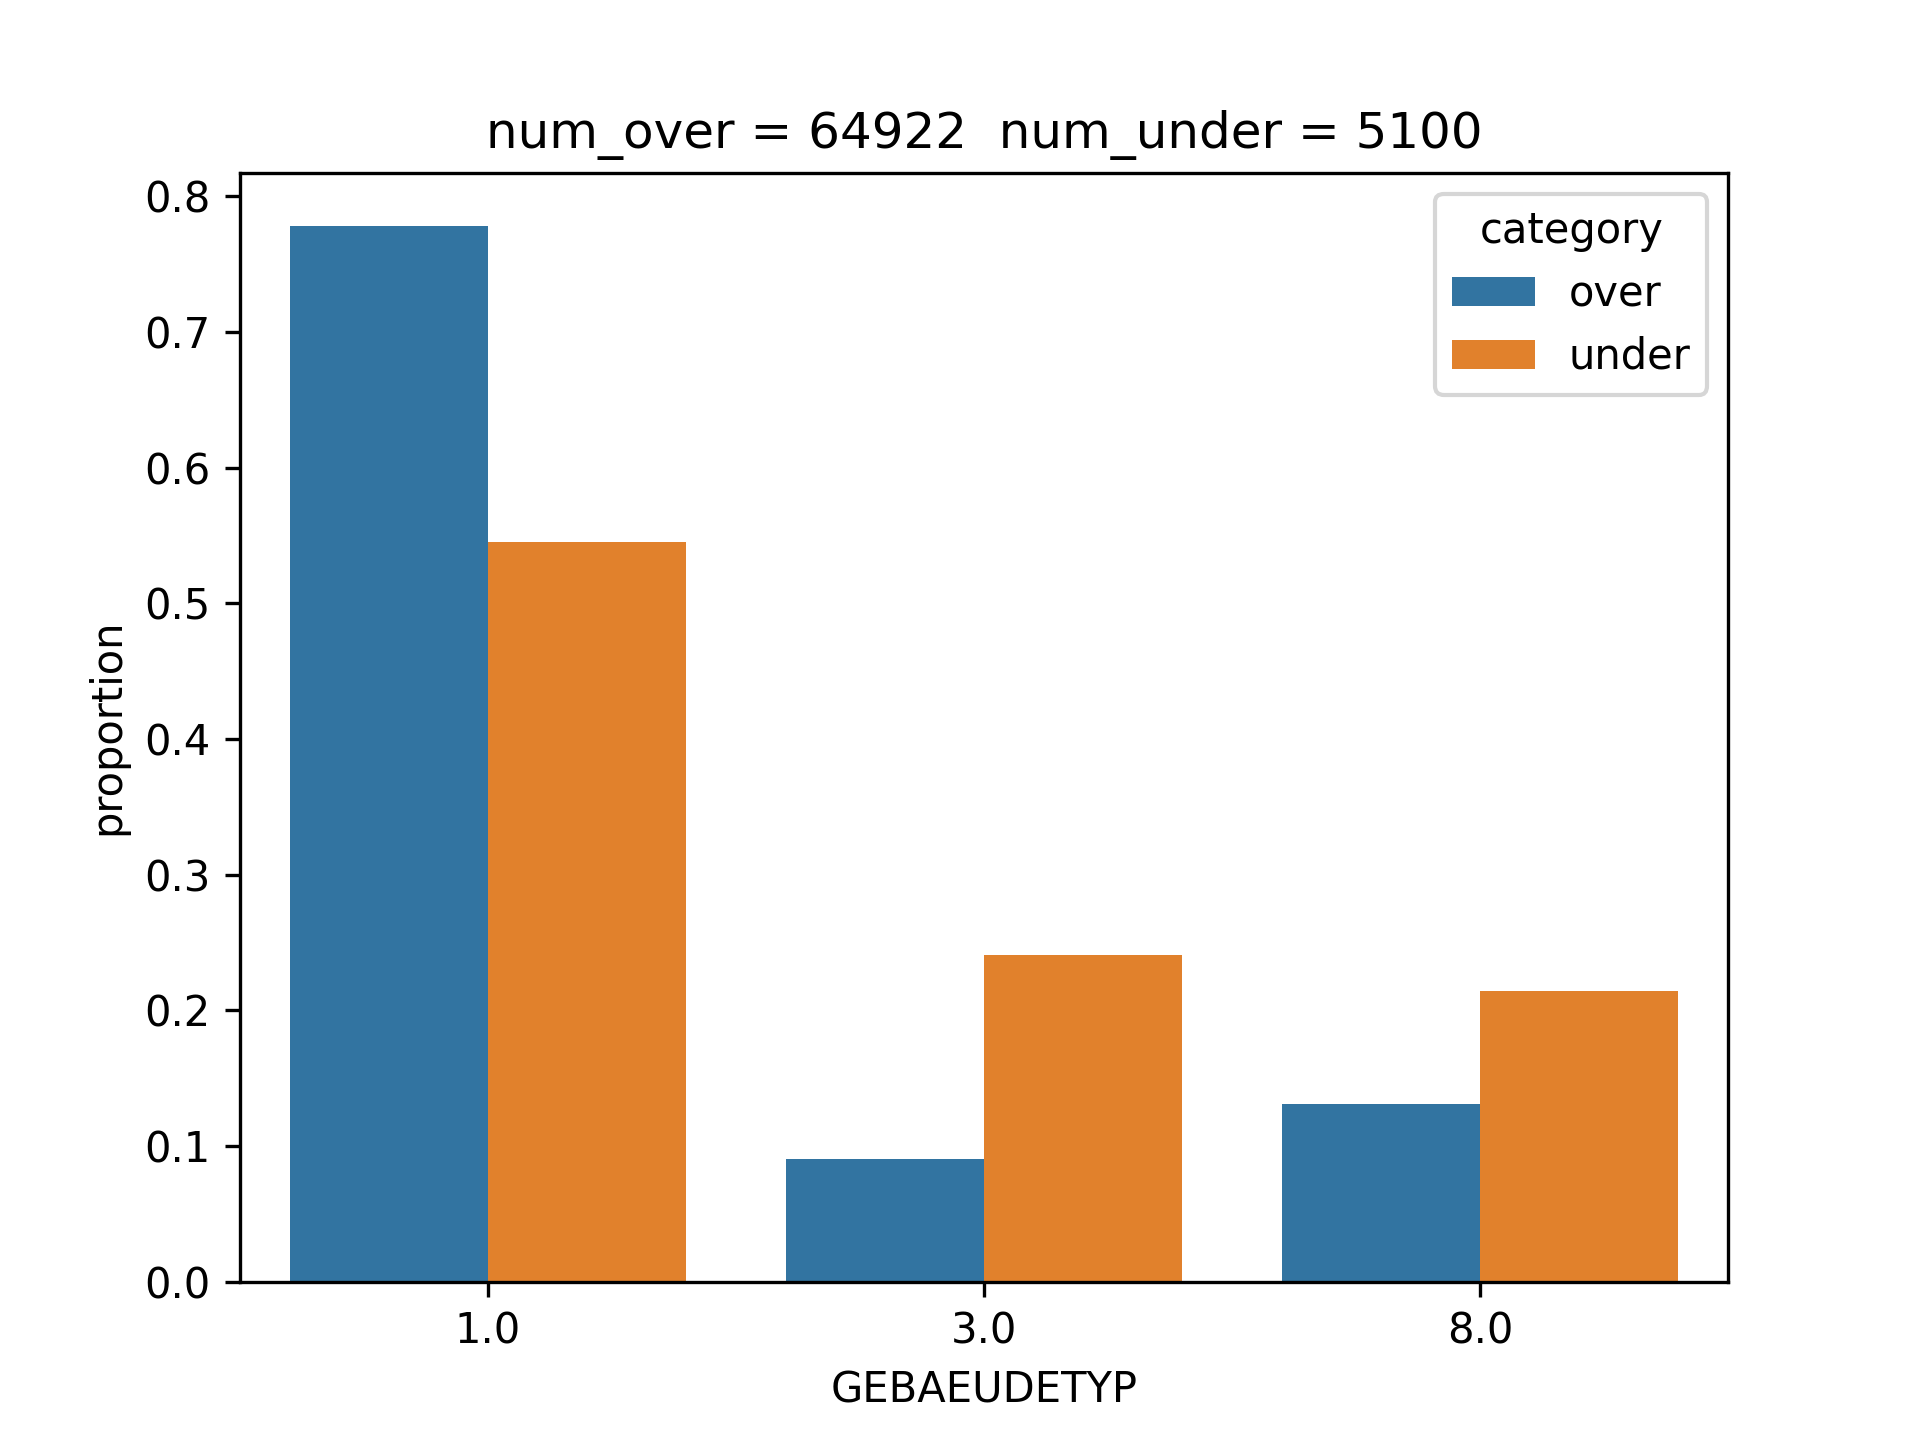 num_over = 64922  num_under = 5100
category
over
under
proportion
0.8
0.7
0.6
0.5
0.4
0.3
0.2
0.1
0.0
1.0
3.0
8.0
GEBAEUDETYP